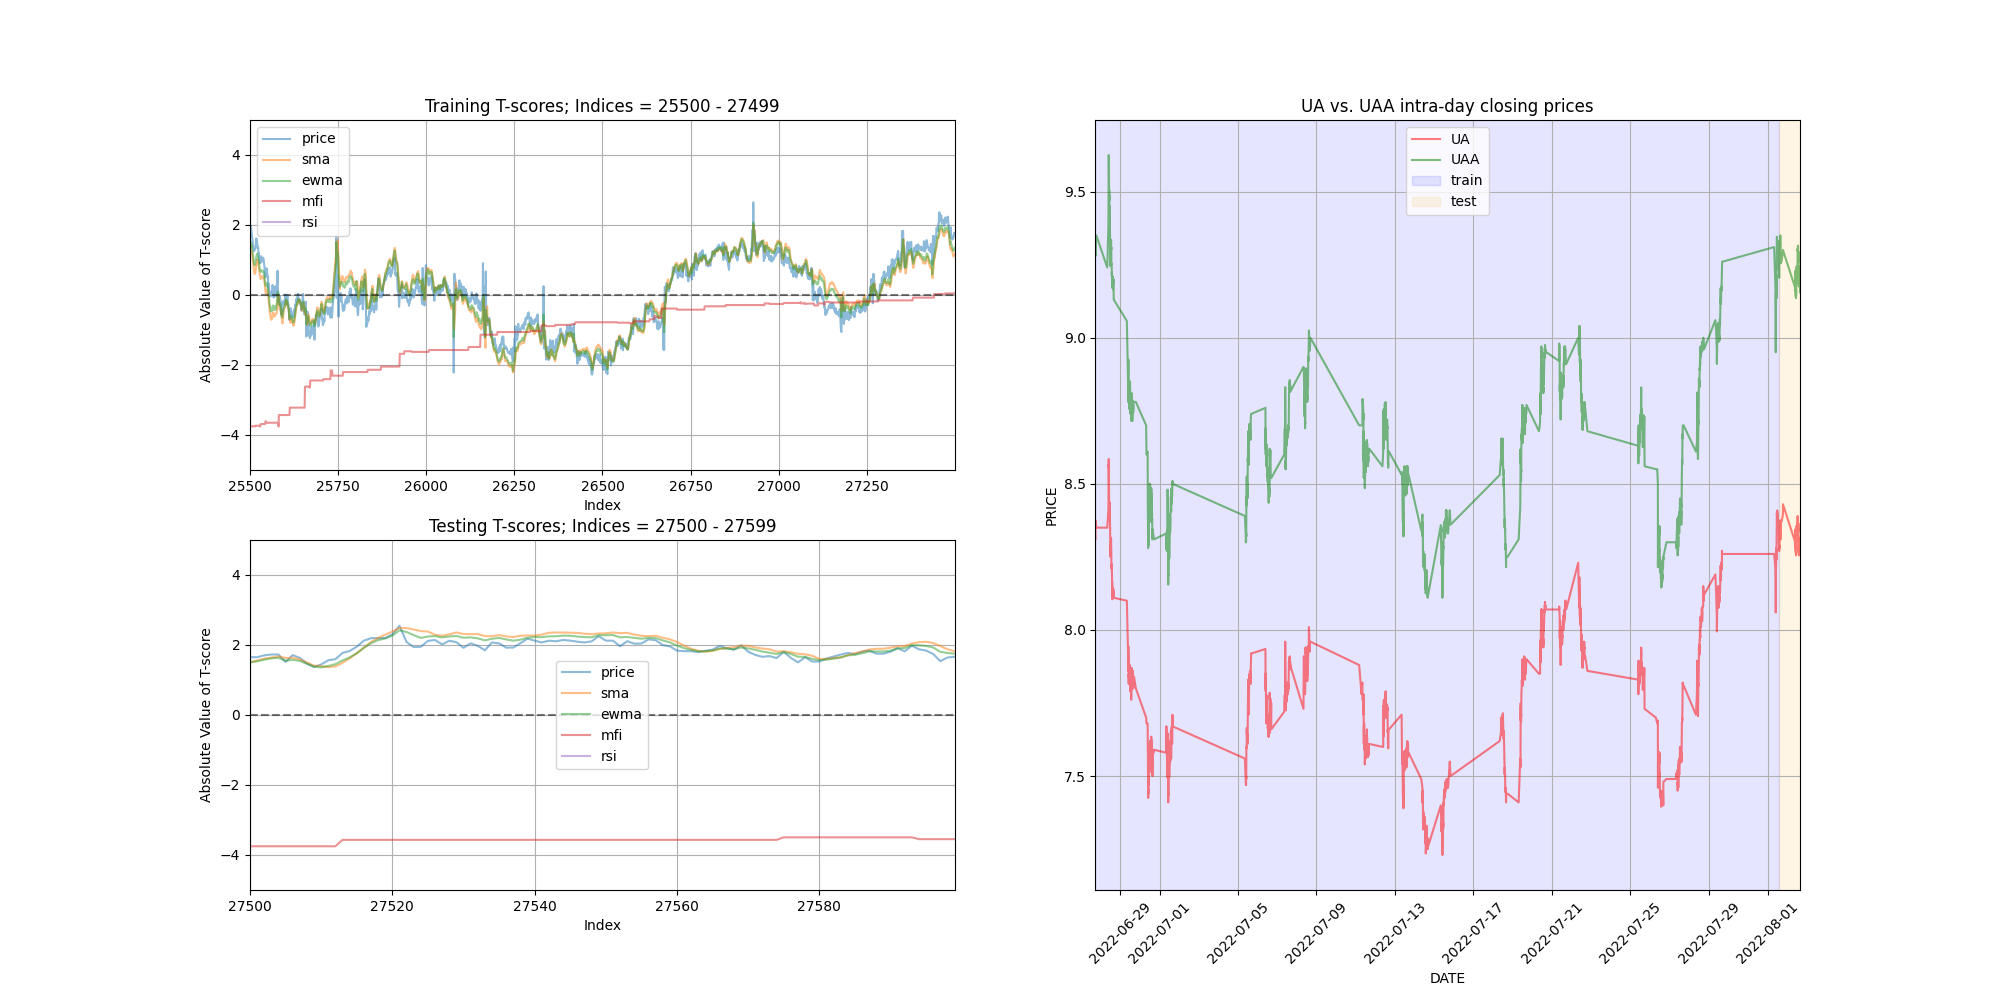 Training T-scores; Indices = 25500 - 27499
price
sma
ewma
mfi
rsi
4
2
0
−2
−4
Absolute Value of T-score
25500 25750 26000 26250 26500 26750 27000 27250
Index
Testing T-scores; Indices = 27500 - 27599
4
2
0
−2
−4
Absolute Value of T-score
price
sma
ewma
mfi
rsi
27500 27520 27540 27560 27580
Index
UA vs. UAA intra-day closing prices
UA
UAA
train
test
9.5
9.0
8.5
8.0
7.5
PRICE
2022-06-29 2022-07-01 2022-07-05 2022-07-09 2022-07-13 2022-07-17 2022-07-21 2022-07-25 2022-07-29 2022-08-01
DATE